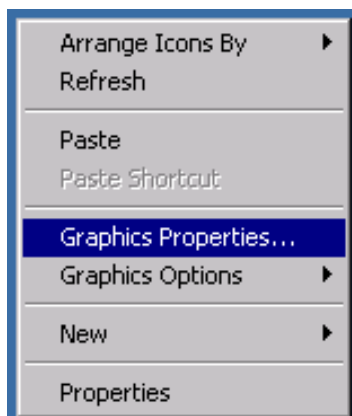 Arrange Icons By
Refresh
Paste
Paste Shortcut
Graphics Properties...
Graphics Options
New
Properties